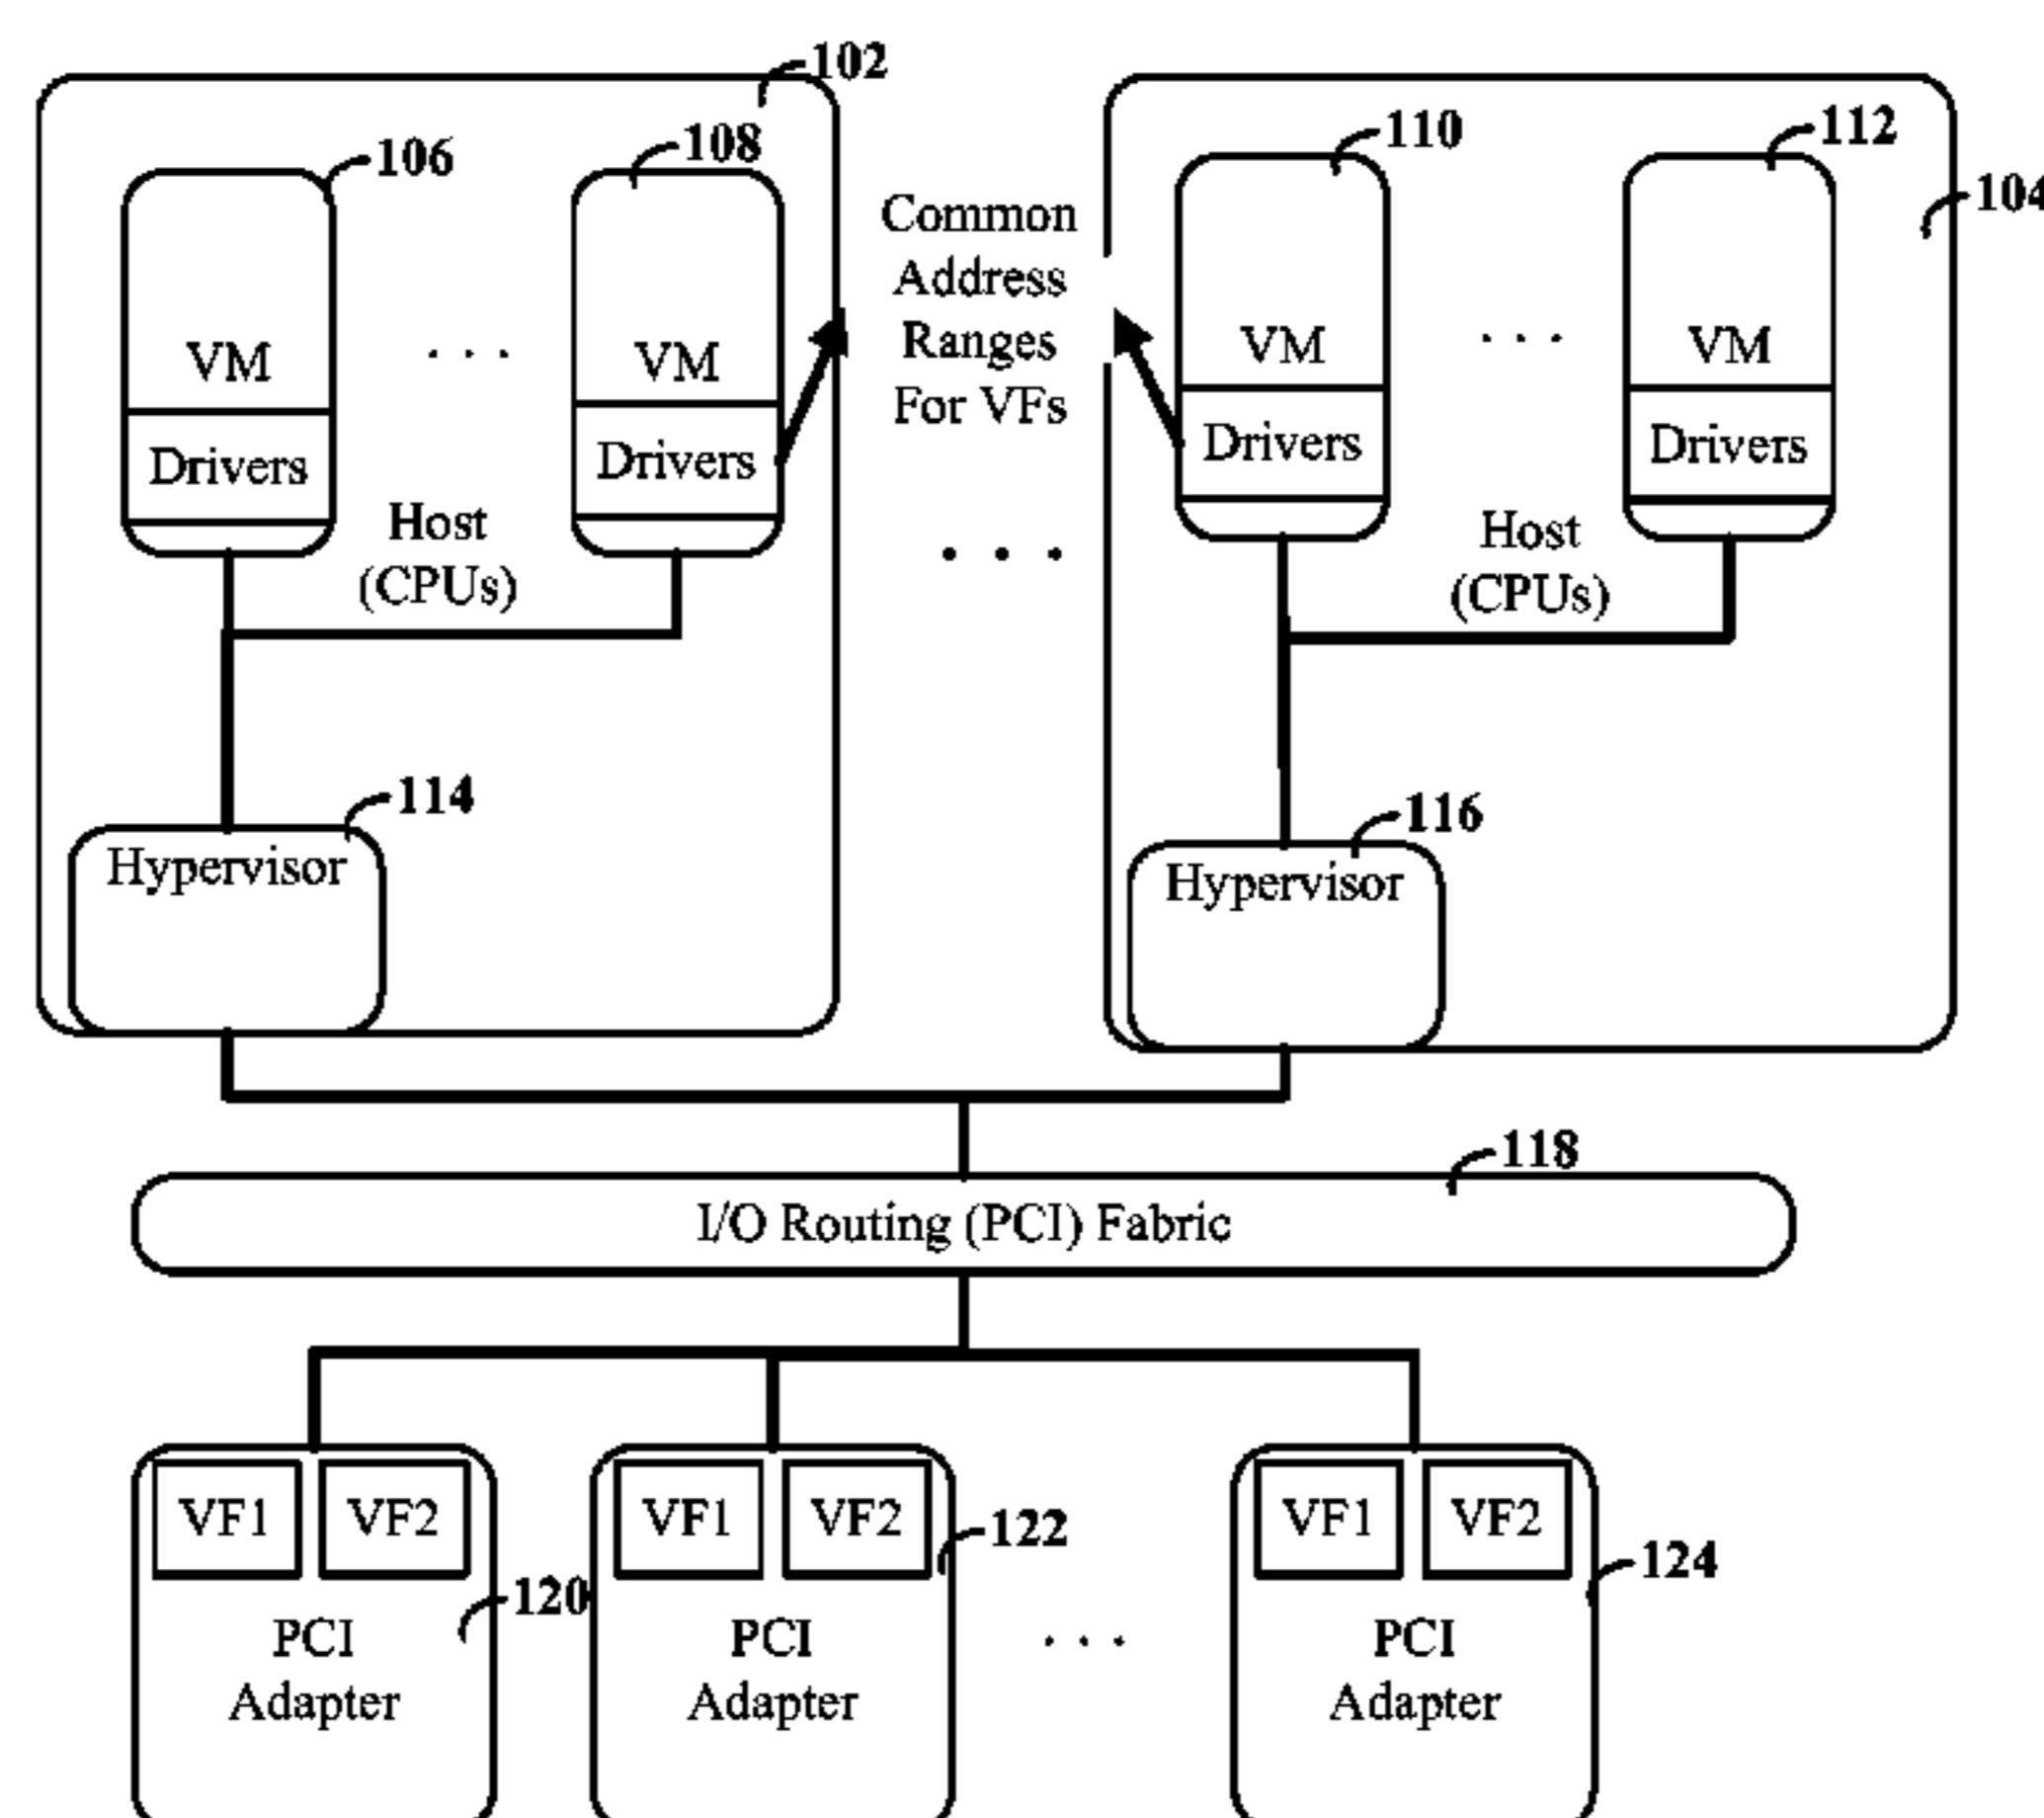 102
106
108
Common
Address
Ranges
For VFs
110
112
104
VM
. . .
VM
VM
. . .
VM
Drivers
Drivers
Drivers
Drivers
Host
(CPUs)
. . .
Host
(CPUs)
114
Hypervisor
116
Hypervisor
118
I/O Routing (PCI) Fabric
VF1 VF2
120
PCI
Adapter
VF1 VF2
122
PCI
Adapter
. . .
VF1 VF2
124
PCI
Adapter